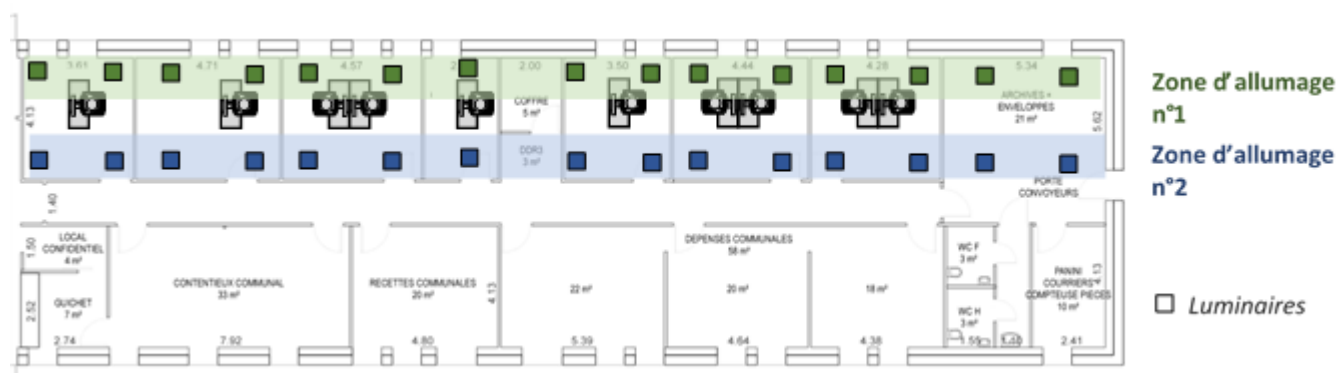 3.61 4.71 4.57 2.00 3.50 4.44 4.28 5.34
4.13
COFFRE
5 m²
ARCHIVES +
ENVELOPPES
21 m²
5.62
DDR3
3 m²
Zone d'allumage
n°1
Zone d'allumage
n°2
PORTE
CONVOYEURS
1.40
1.50
LOCAL
CONFIDENTIEL
4 m²
DEPENSES COMMUNALES
58 m²
WC F
3 m²
CONTENTIEUX COMMUNAL
33 m²
RECETTES COMMUNALES
20 m²
4.13
22 m²
20 m²
18 m²
PANINI
COURRIERS
COMPTEUSE PIECES
10 m²
4.13
GUICHET
7 m²
2.52
WC H
3 m²
2.74 7.92 4.80 5.39 4.64 4.38 1.55 1.10 2.41
Luminaires